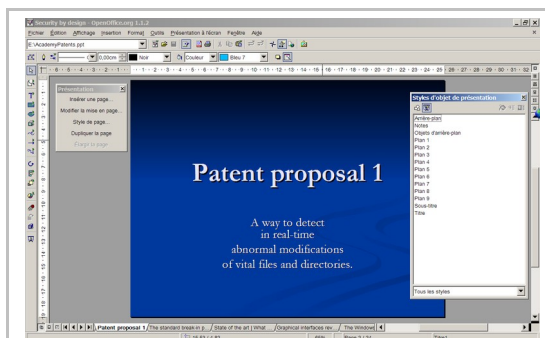 Security by design - OpenOffice.org 1.1.2
Fichier Édition Affichage Insertion Format Outils Présentation à l'écran Fenêtre Aide
E:\AcademyPatents.ppt
0,00cm Noir Couleur Bleu 7
Présentation
Insérer une page...
Modifier la mise en page...
Style de page...
Dupliquer la page
Élargir la page
Styles d'objet de présentation
Arrière-plan
Notes
Objets d'arrière-plan
Plan 1
Plan 2
Plan 3
Plan 4
Plan 5
Plan 6
Plan 7
Plan 8
Plan 9
Sous-titre
Titre
Tous les styles
Patent proposal 1
A way to detect
in real-time
abnormal modifications
of vital files and directories.
Patent proposal 1 The standard break-in p... State of the art | What ... Graphical interfaces rev... The Window